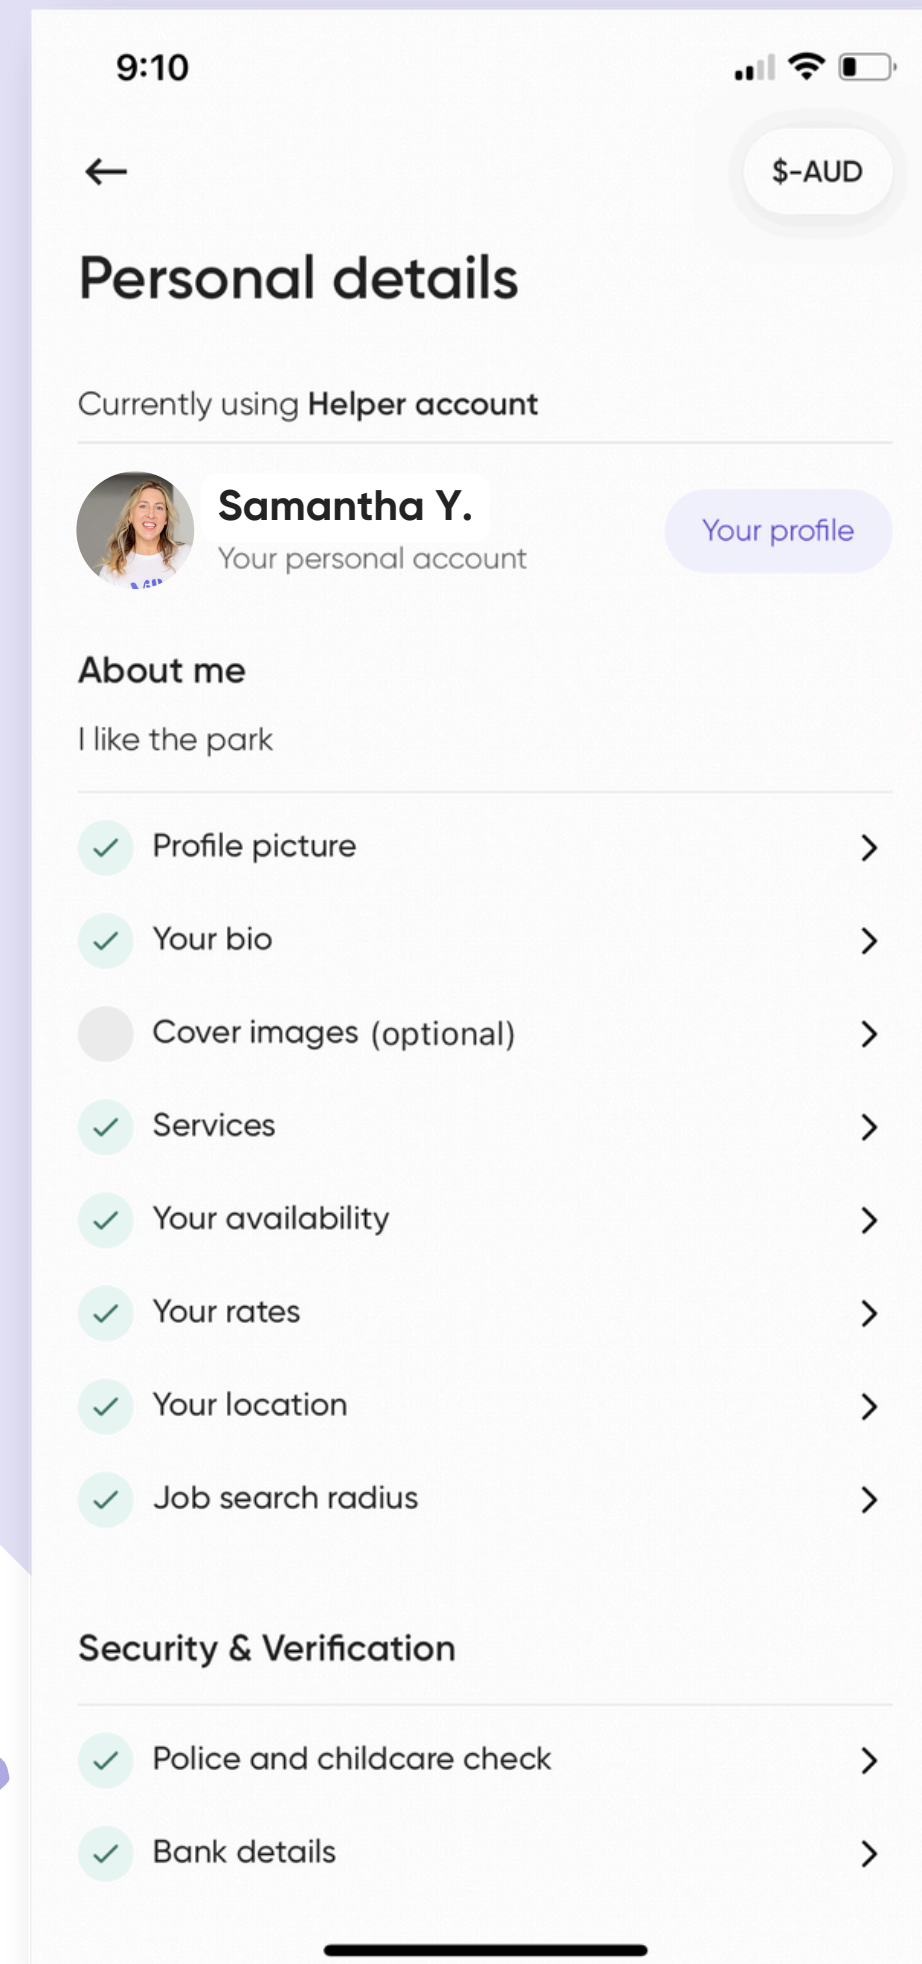 9:10
$-AUD
Personal details
Currently using Helper account
Samantha Y.
Your personal account
Your profile
About me
I like the park
Profile picture
Your bio
Cover images (optional)
Services
Your availability
Your rates
Your location
Job search radius
Security & Verification
Police and childcare check
Bank details